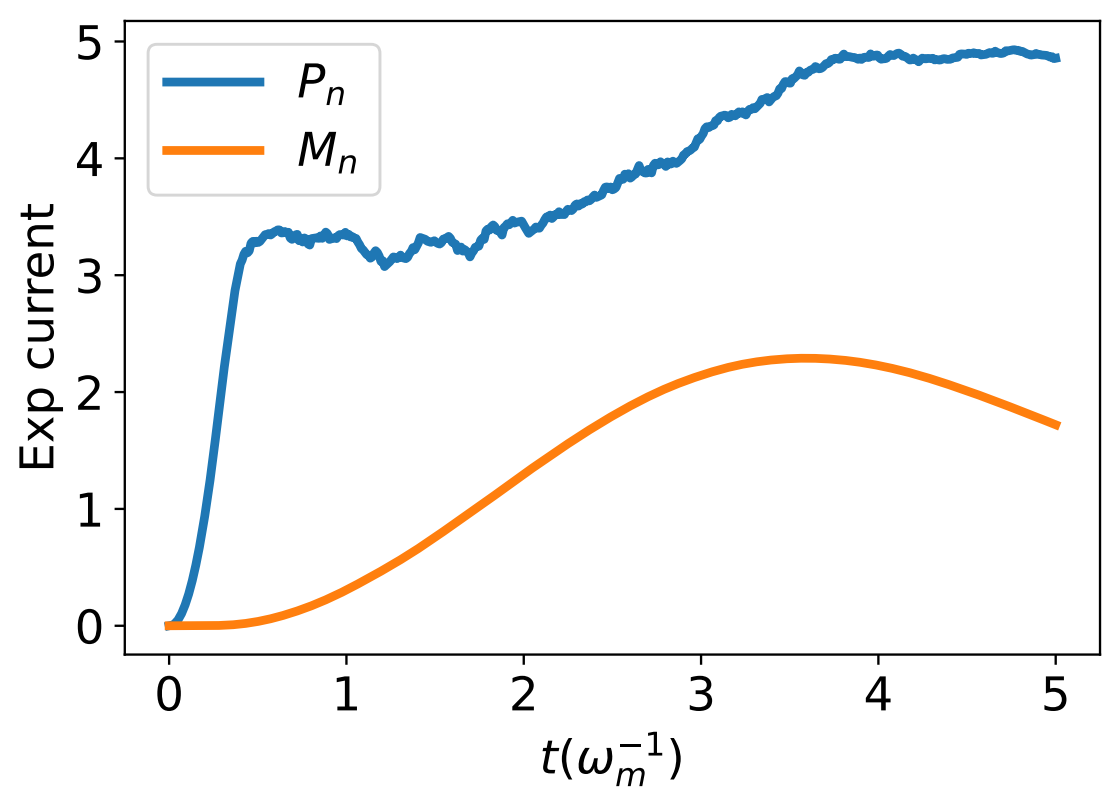 5
4
3
2
1
0
Exp current
P_n
M_n
0 1 2 3 4 5
t(ω_m^{-1})